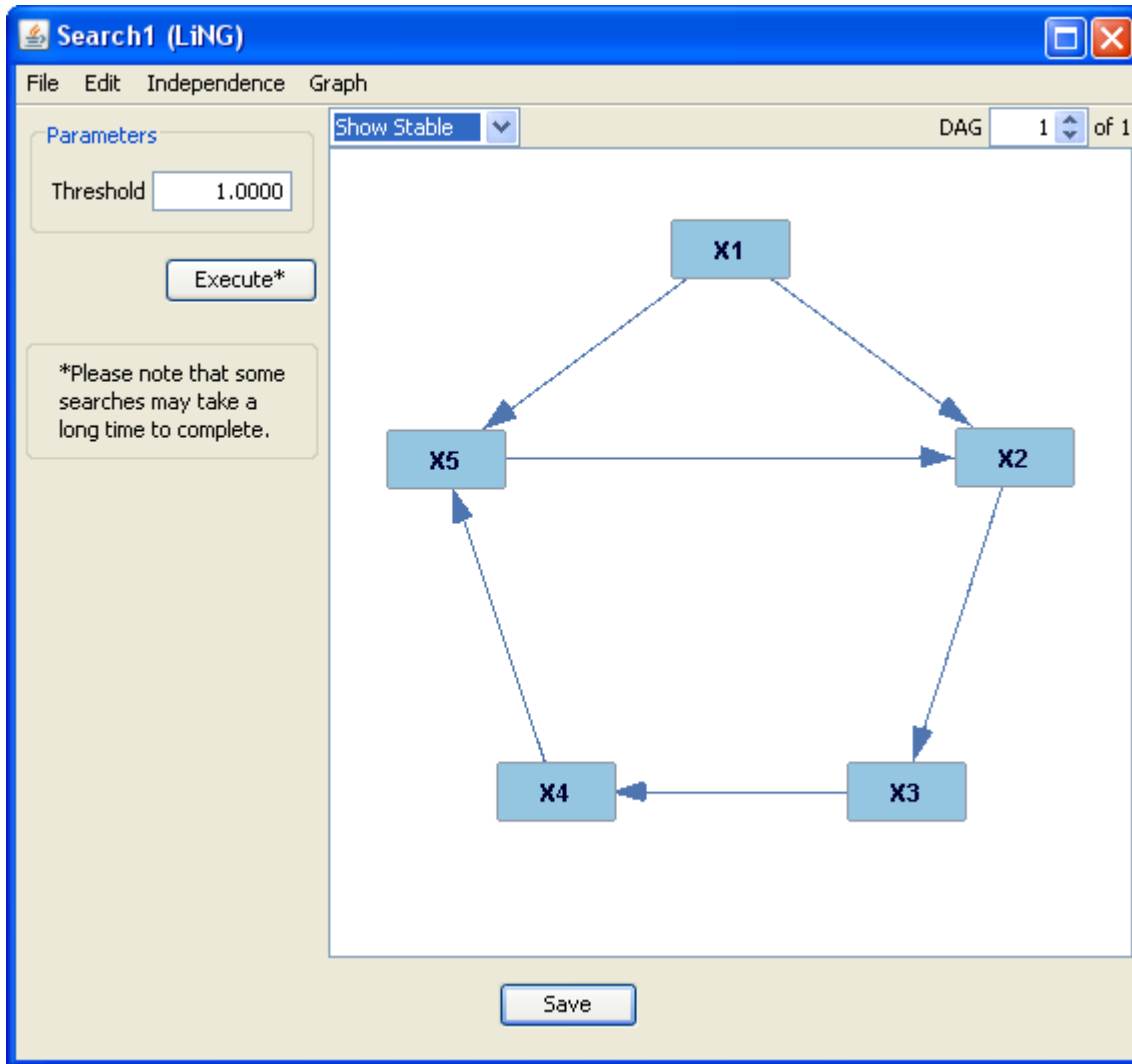 Search1 (LiNG)
File Edit Independence Graph
Parameters
Threshold 1.0000
Execute*
*Please note that some
searches may take a
long time to complete.
Show Stable
DAG 1 of 1
X1
X5
X2
X4
X3
Save